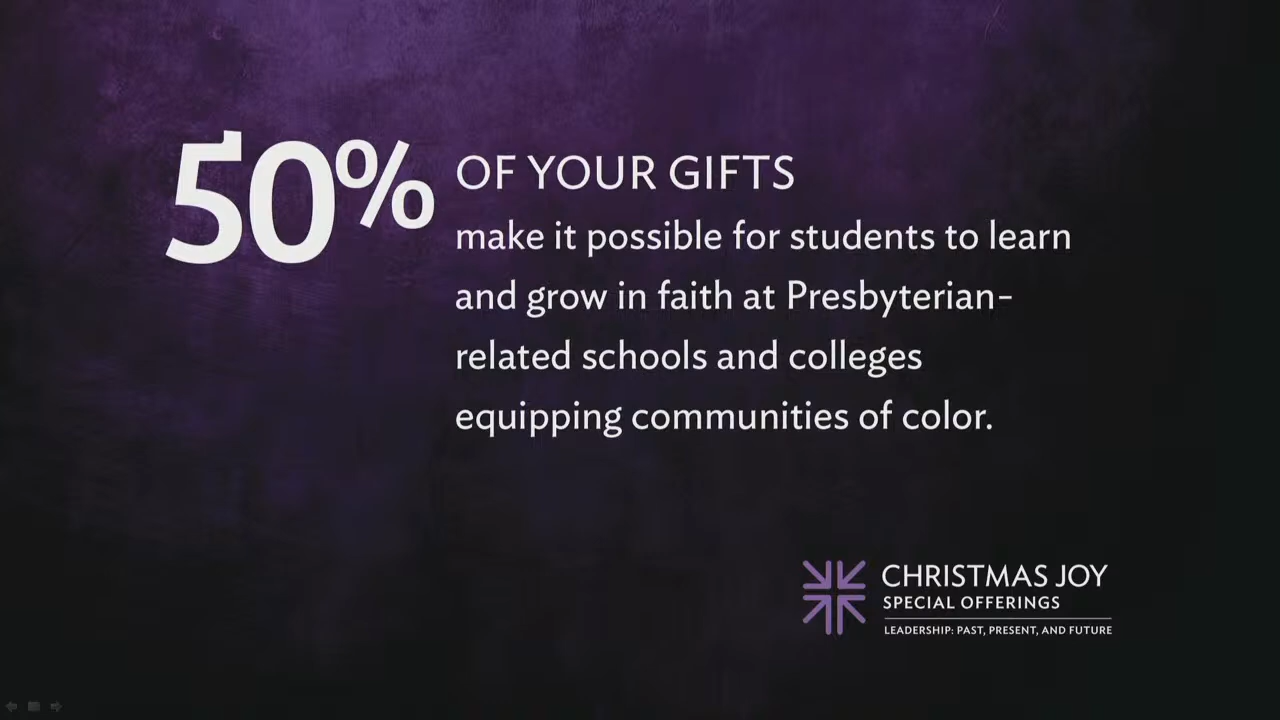 50% OF YOUR GIFTS
make it possible for students to learn
and grow in faith at Presbyterian-
related schools and colleges
equipping communities of color.
CHRISTMAS JOY
SPECIAL OFFERINGS
LEADERSHIP: PAST, PRESENT, AND FUTURE